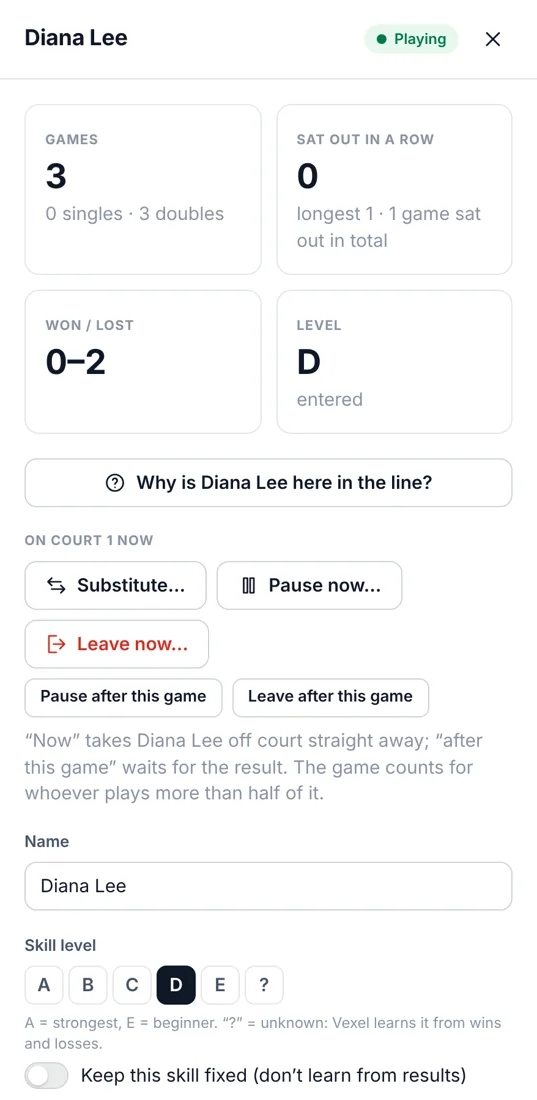 Diana Lee
Playing
GAMES
3
0 singles · 3 doubles
SAT OUT IN A ROW
0
longest 1 · 1 game sat
out in total
WON / LOST
0–2
LEVEL
D
entered
Why is Diana Lee here in the line?
ON COURT 1 NOW
Substitute...
Pause now...
Leave now...
Pause after this game
Leave after this game
“Now” takes Diana Lee off court straight away; “after
this game” waits for the result. The game counts for
whoever plays more than half of it.
Name
Diana Lee
Skill level
A B C D E ?
A = strongest, E = beginner. “?” = unknown: Vexel learns it from wins
and losses.
Keep this skill fixed (don’t learn from results)